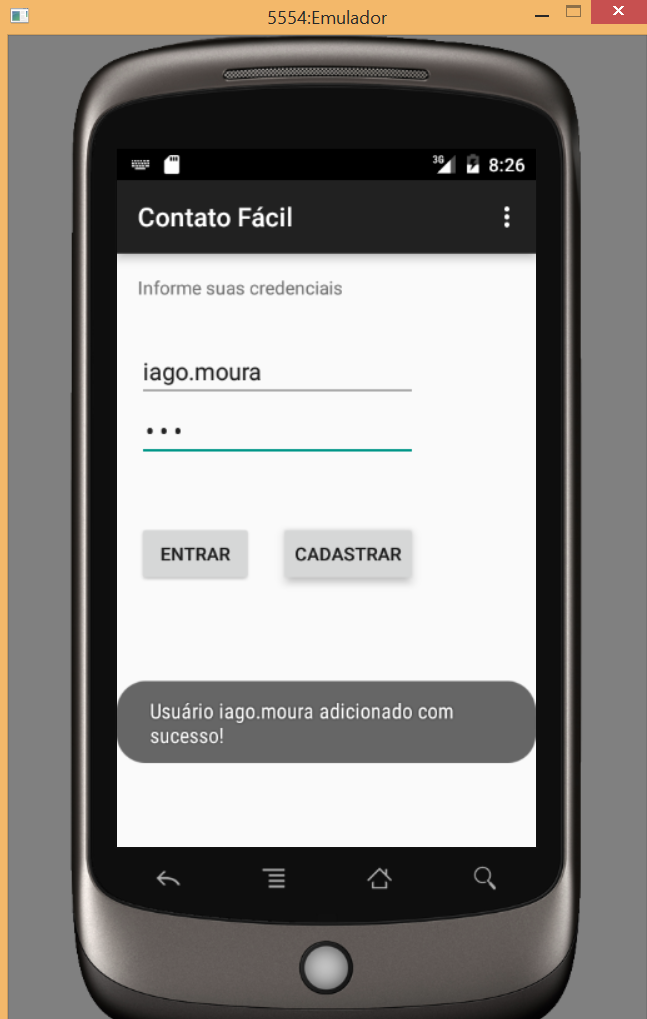 5554:Emulador
3G 8:26
Contato Fácil
Informe suas credenciais
iago.moura
•••
ENTRAR CADASTRAR
Usuário iago.moura adicionado com
sucesso!